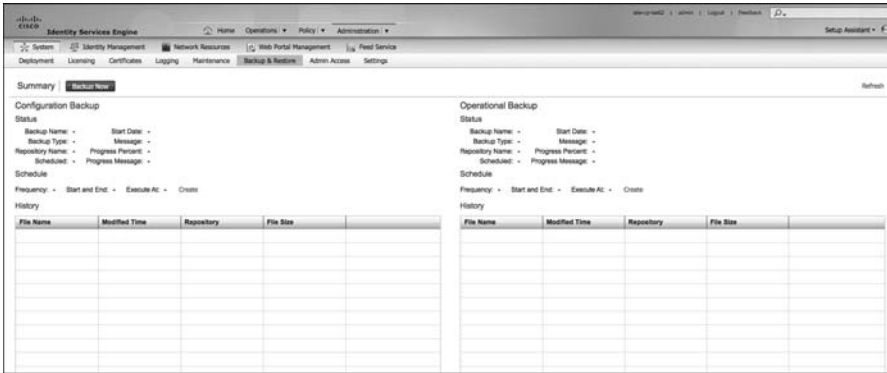 admin | Logout | Feedback
CISCO Identity Services Engine
Home Operations Policy Administration
Setup Assistant
System Identity Management Network Resources Web Portal Management Feed Service
Deployment Licensing Certificates Logging Maintenance Backup & Restore Admin Access Settings
Summary Backup Now Refresh
Configuration Backup
Status
Backup Name: - Start Date: -
Backup Type: - Message: -
Repository Name: - Progress Percent: -
Scheduled: - Progress Message: -
Schedule
Frequency: - Start and End: - Execute At: - Create
History
File Name Modified Time Repository File Size
Operational Backup
Status
Backup Name: - Start Date: -
Backup Type: - Message: -
Repository Name: - Progress Percent: -
Scheduled: - Progress Message: -
Schedule
Frequency: - Start and End: - Execute At: - Create
History
File Name Modified Time Repository File Size